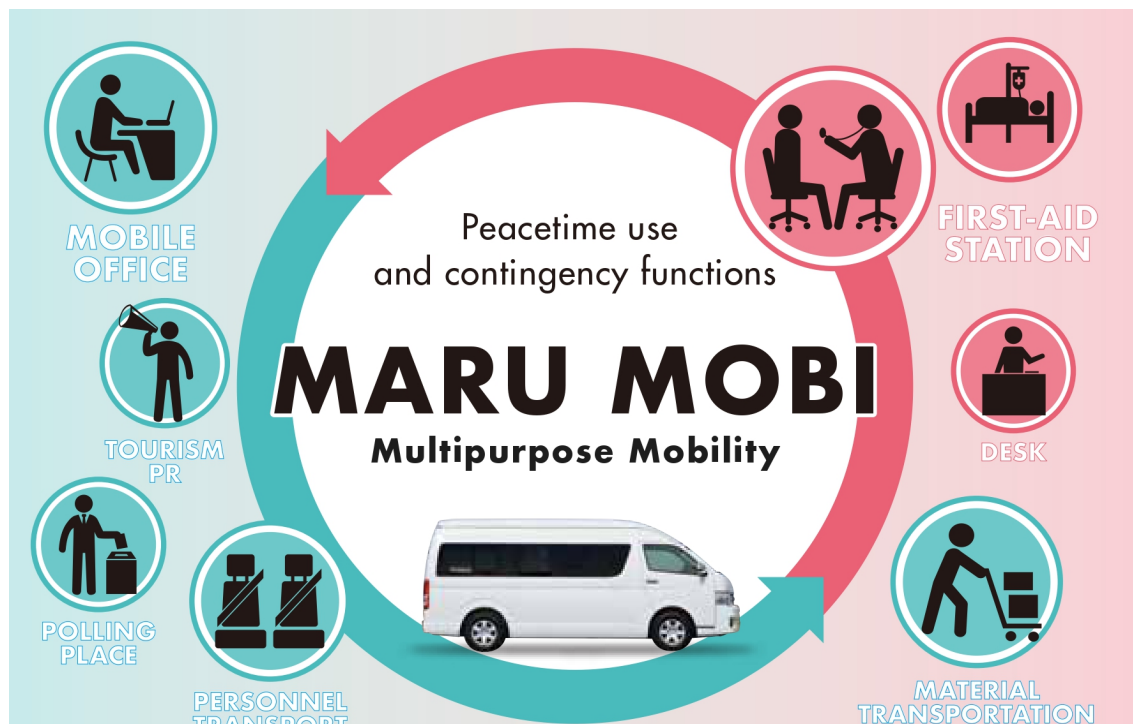 MOBILE
OFFICE
FIRST-AID
STATION
Peacetime use
and contingency functions
MARU MOBI
Multipurpose Mobility
TOURISM
PR
DESK
POLLING
PLACE
PERSONNEL
TRANSPORT
MATERIAL
TRANSPORTATION